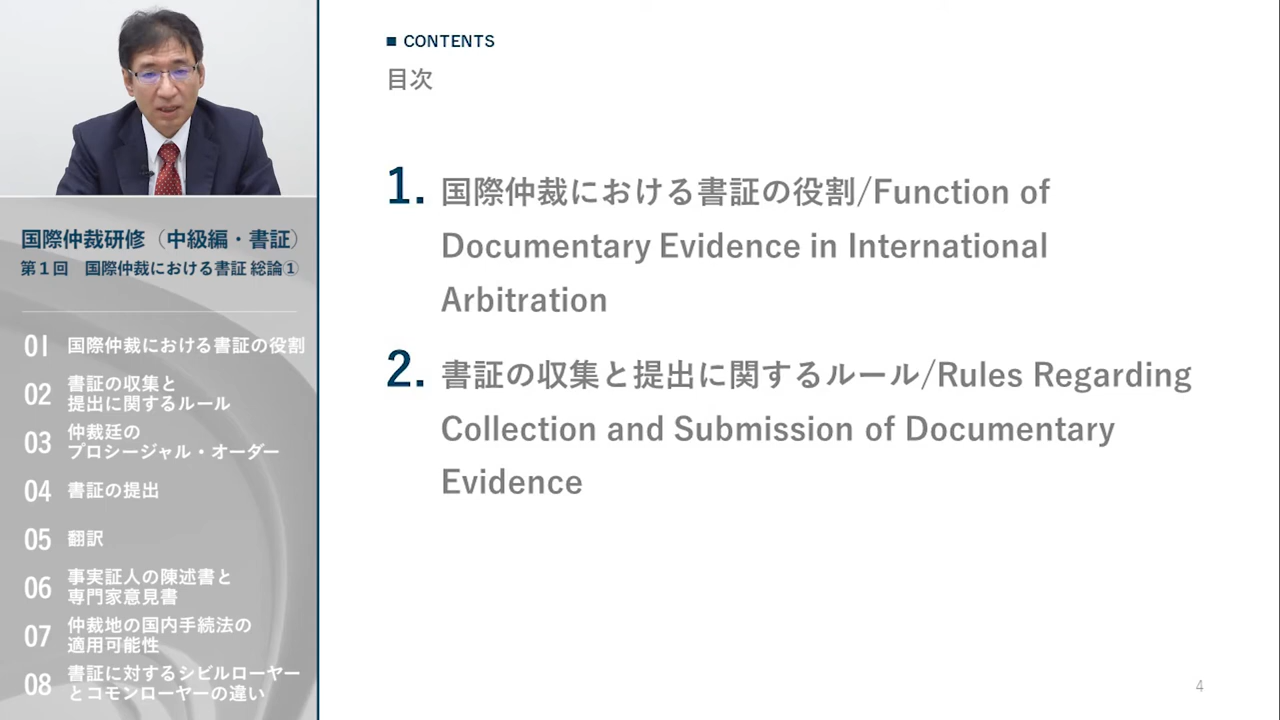 国際仲裁研修（中級編・書証）
第１回　国際仲裁における書証 総論①
01 国際仲裁における書証の役割
02 書証の収集と
提出に関するルール
03 仲裁廷の
プロシージャル・オーダー
04 書証の提出
05 翻訳
06 事実証人の陳述書と
専門家意見書
07 仲裁地の国内手続法の
適用可能性
08 書証に対するシビルローヤー
とコモンローヤーの違い
■ CONTENTS
目次
1. 国際仲裁における書証の役割/Function of
Documentary Evidence in International
Arbitration
2. 書証の収集と提出に関するルール/Rules Regarding
Collection and Submission of Documentary
Evidence
4